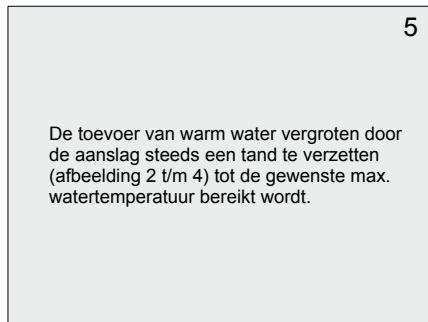 5
De toevoer van warm water vergroten door
de aanslag steeds een tand te verzetten
(afbeelding 2 t/m 4) tot de gewenste max.
watertemperatuur bereikt wordt.